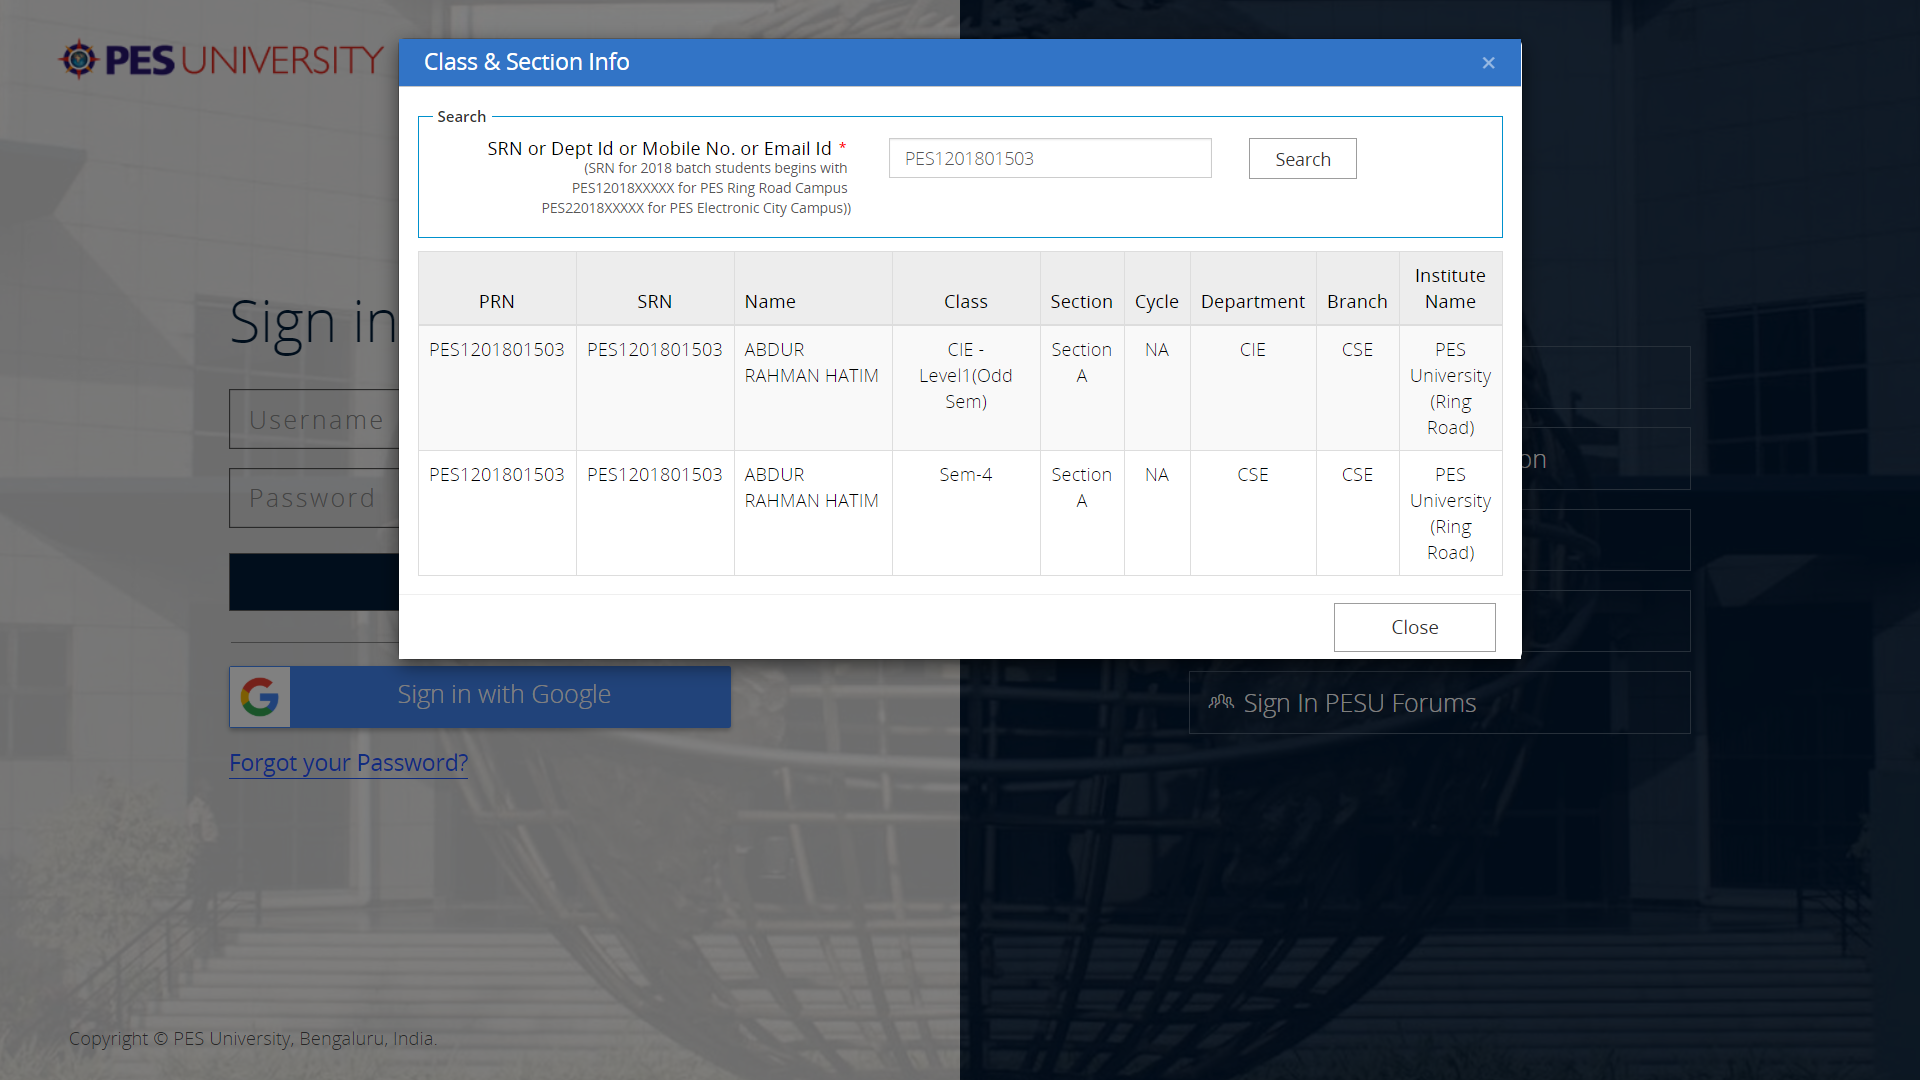 PES UNIVERSITY
Class & Section Info
×
Search
SRN or Dept Id or Mobile No. or Email Id *
(SRN for 2018 batch students begins with
PES12018XXXXX for PES Ring Road Campus
PES22018XXXXX for PES Electronic City Campus))
PES1201801503
Search
PRN SRN Name Class Section Cycle Department Branch Institute Name
PES1201801503 PES1201801503 ABDUR RAHMAN HATIM CIE - Level1(Odd Sem) Section A NA CIE CSE PES University (Ring Road)
PES1201801503 PES1201801503 ABDUR RAHMAN HATIM Sem-4 Section A NA CSE CSE PES University (Ring Road)
Close
Sign in
Username
Password
Sign in with Google
Forgot your Password?
Sign In PESU Forums
Copyright © PES University, Bengaluru, India.